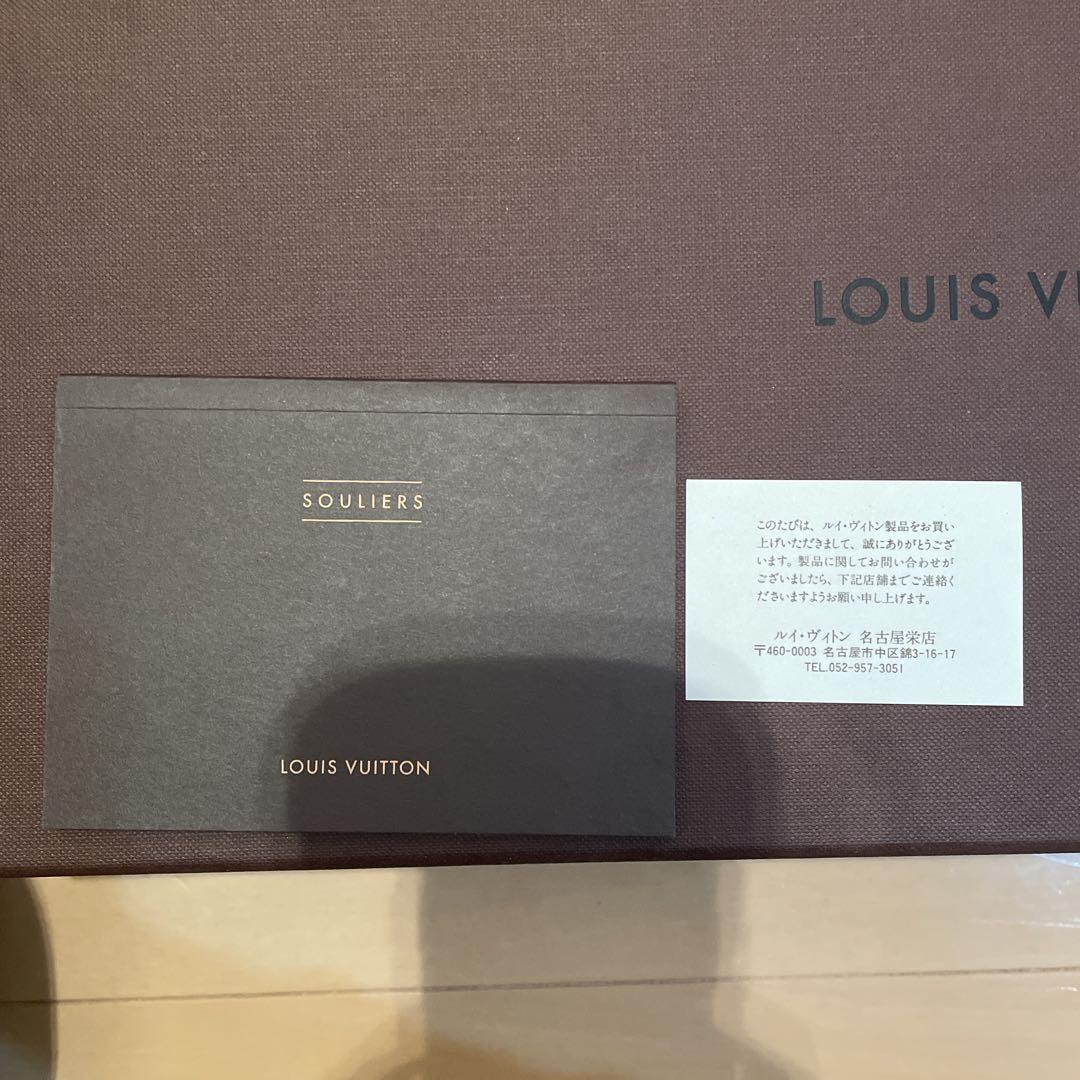 LOUIS VU
SOULIERS
LOUIS VUITTON
このたびは、ルイ・ヴィトン製品をお買い
上げいただきまして、誠にありがとうござ
います。製品に関してお問い合わせが
ございましたら、下記店舗までご連絡く
ださいますようお願い申し上げます。
ルイ・ヴィトン 名古屋栄店
〒460-0003 名古屋市中区錦3-16-17
TEL.052-957-3051